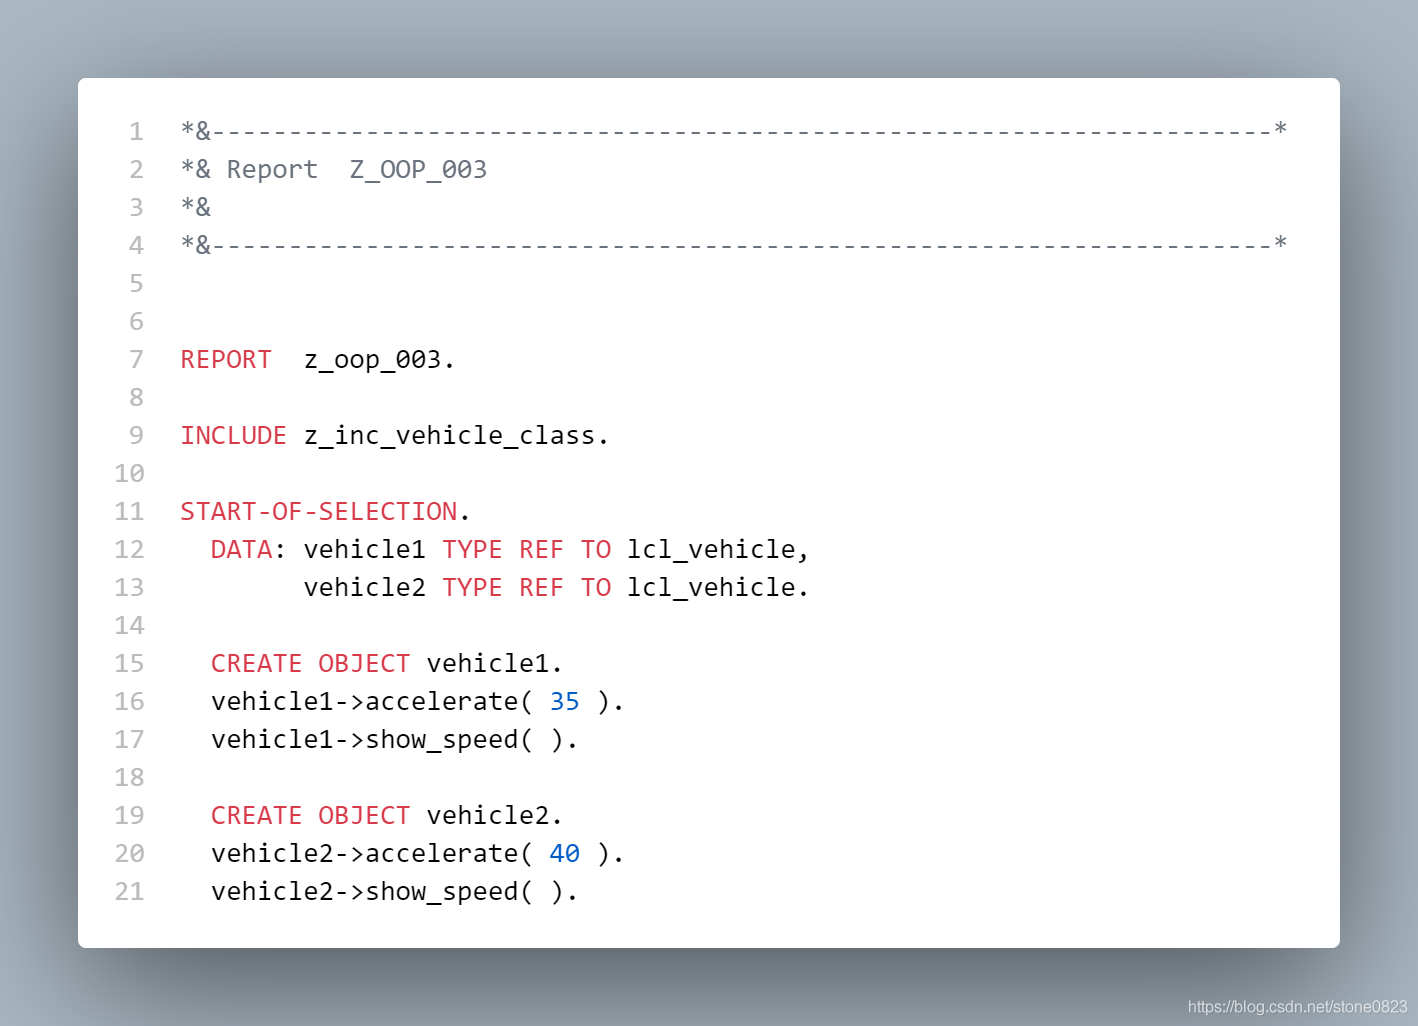 1 *&---------------------------------------------------------------------*
2 *& Report  Z_OOP_003
3 *&
4 *&---------------------------------------------------------------------*
5
6
7 REPORT  z_oop_003.
8
9 INCLUDE z_inc_vehicle_class.
10
11 START-OF-SELECTION.
12   DATA: vehicle1 TYPE REF TO lcl_vehicle,
13         vehicle2 TYPE REF TO lcl_vehicle.
14
15   CREATE OBJECT vehicle1.
16   vehicle1->accelerate( 35 ).
17   vehicle1->show_speed( ).
18
19   CREATE OBJECT vehicle2.
20   vehicle2->accelerate( 40 ).
21   vehicle2->show_speed( ).
https://blog.csdn.net/stone0823